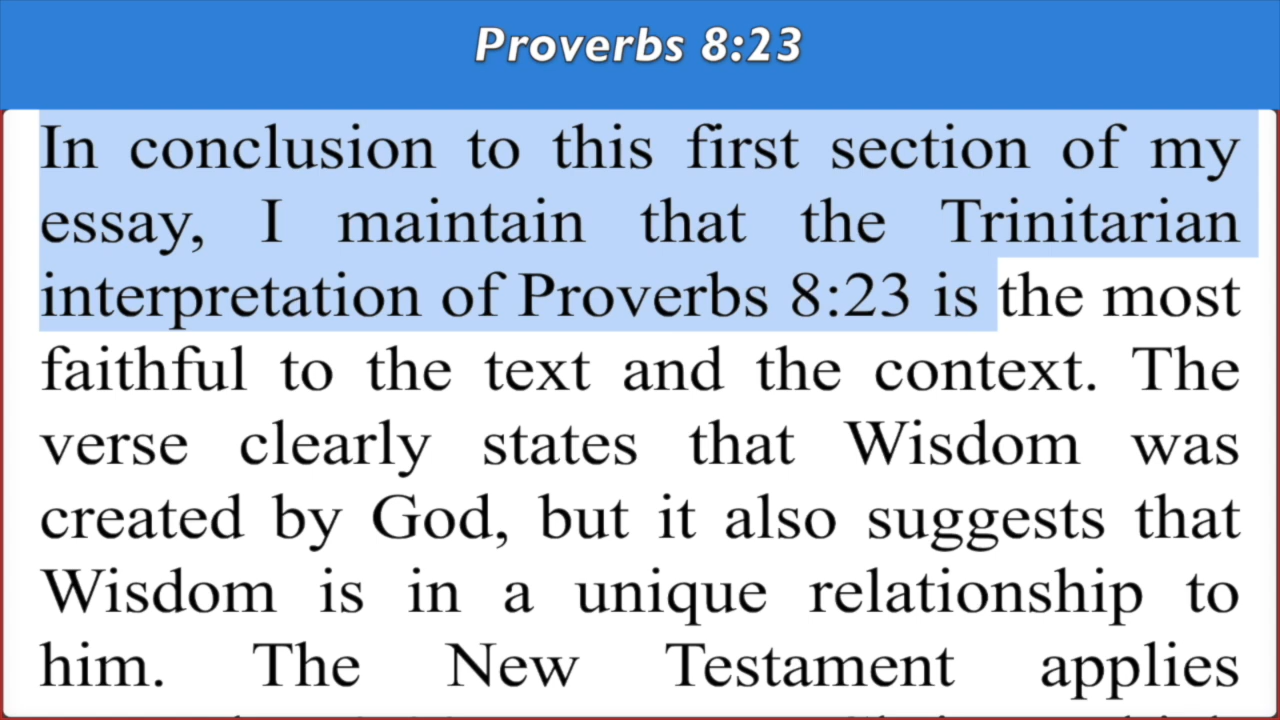 Proverbs 8:23
In conclusion to this first section of my
essay, I maintain that the Trinitarian
interpretation of Proverbs 8:23 is the most
faithful to the text and the context. The
verse clearly states that Wisdom was
created by God, but it also suggests that
Wisdom is in a unique relationship to
him. The New Testament applies